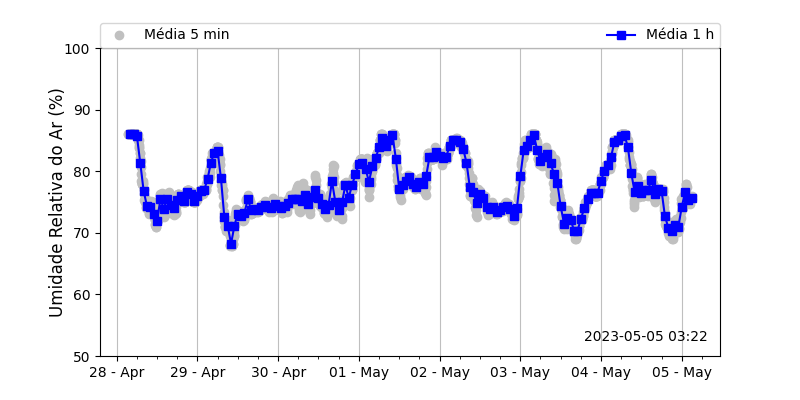 Média 5 min
Média 1 h
Umidade Relativa do Ar (%)
100
90
80
70
60
50
2023-05-05 03:22
28 - Apr
29 - Apr
30 - Apr
01 - May
02 - May
03 - May
04 - May
05 - May